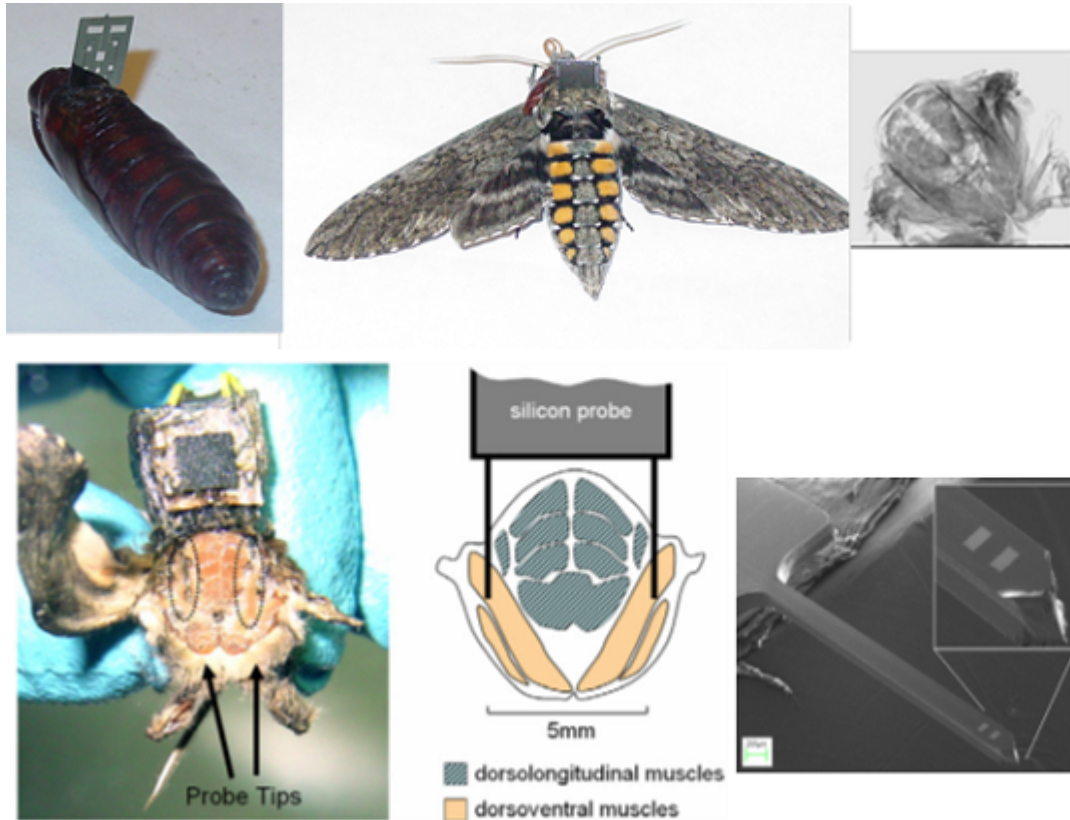 silicon probe
5mm
dorsolongitudinal muscles
dorsoventral muscles
Probe Tips